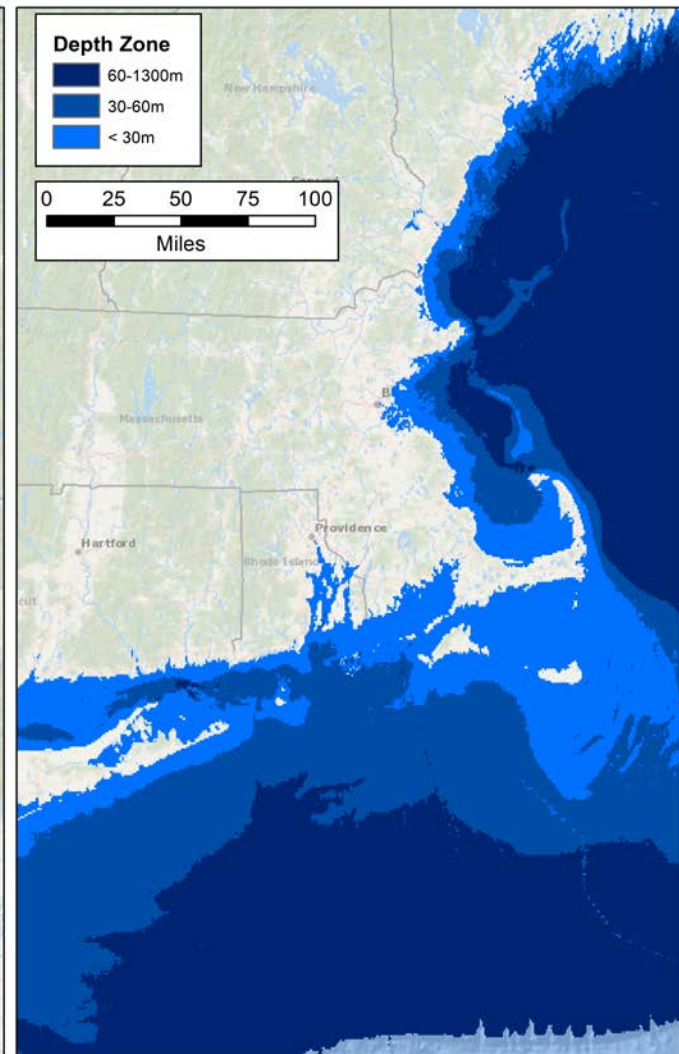 Depth Zone
60-1300m
30-60m
< 30m
New Hampshire
0 25 50 75 100
Miles
Massachusetts
Providence
Hartford
Rhode Island
cut